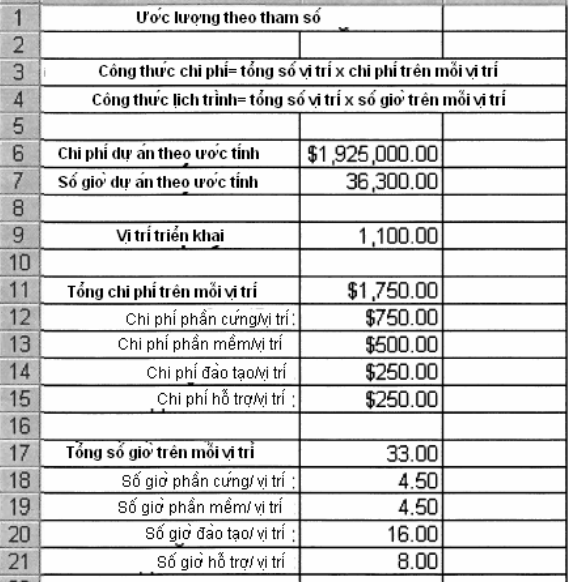 1 Ước lượng theo tham số
2
3 Công thức chi phí= tổng số vị trí x chi phí trên mỗi vị trí
4 Công thức lịch trình= tổng số vị trí x số giờ trên mỗi vị trí
5
6 Chi phí dự án theo ước tính $1,925,000.00
7 Số giờ dự án theo ước tính 36,300.00
8
9 Vị trí triển khai 1,100.00
10
11 Tổng chi phí trên mỗi vị trí $1,750.00
12 Chi phí phần cứng/vị trí: $750.00
13 Chi phí phần mềm/vị trí $500.00
14 Chi phí đào tạo/vị trí $250.00
15 Chi phí hỗ trợ/vị trí : $250.00
16
17 Tổng số giờ trên mỗi vị trí 33.00
18 Số giờ phần cứng/ vị trí : 4.50
19 Số giờ phần mềm/ vị trí 4.50
20 Số giờ đào tạo/ vị trí : 16.00
21 Số giờ hỗ trợ/ vị trí 8.00